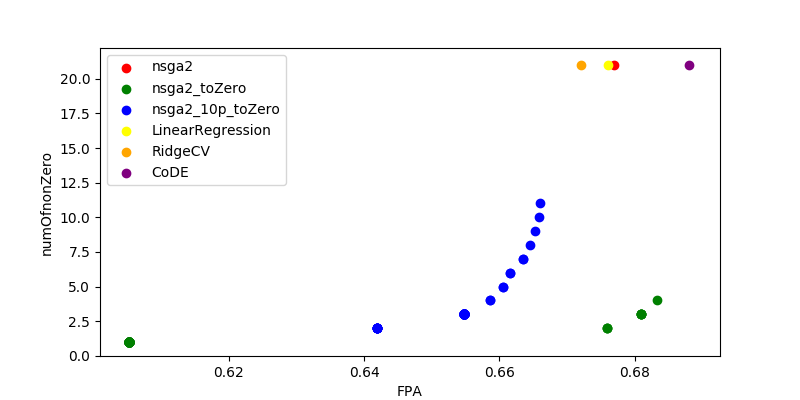 nsga2
nsga2_toZero
nsga2_10p_toZero
LinearRegression
RidgeCV
CoDE
20.0
17.5
15.0
12.5
10.0
7.5
5.0
2.5
0.0
numOfnonZero
0.62 0.64 0.66 0.68
FPA